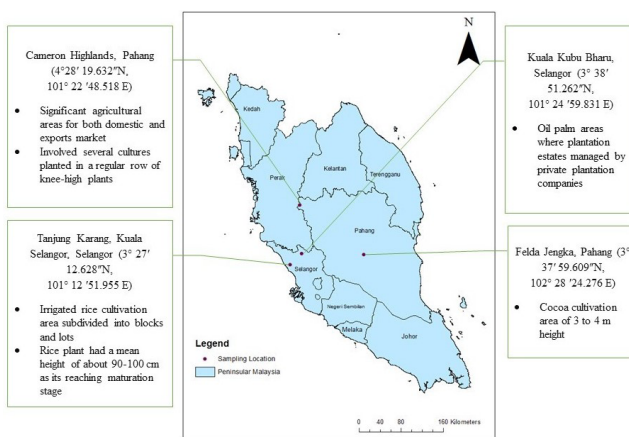 Cameron Highlands, Pahang
(4°28′ 19.632″N,
101° 22 ′48.518 E)
• Significant agricultural
areas for both domestic and
exports market
• Involved several cultures
planted in a regular row of
knee-high plants
Tanjung Karang, Kuala
Selangor, Selangor (3° 27′
12.628″N,
101° 12 ′51.955 E)
• Irrigated rice cultivation
area subdivided into blocks
and lots
• Rice plant had a mean
height of about 90-100 cm
as its reaching maturation
stage
N
Kedah
Perak
Kelantan
Terengganu
Pahang
Selangor
Negeri Sembilan
Melaka
Johor
Legend
Sampling Location
Peninsular Malaysia
0 40 80 160 Kilometers
Kuala Kubu Bharu,
Selangor (3° 38′
51.262″N,
101° 24 ′59.831 E)
• Oil palm areas
where plantation
estates managed by
private plantation
companies
Felda Jengka, Pahang (3°
37′ 59.609″N,
102° 28 ′24.276 E)
• Cocoa cultivation
area of 3 to 4 m
height